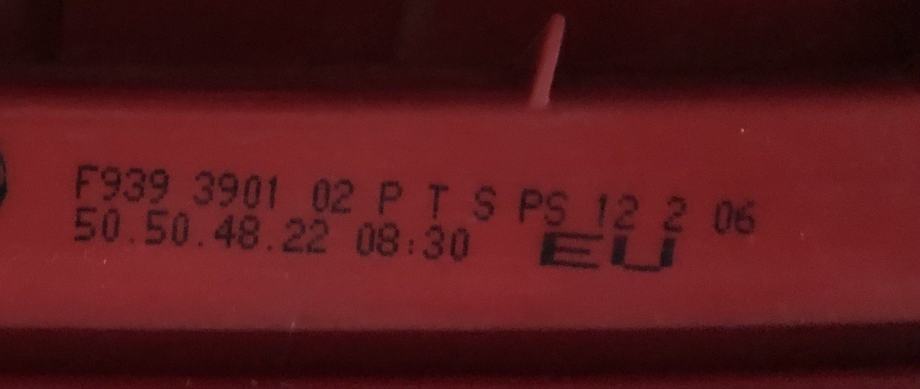 F939 3901 02 P T S PS 12 2 06
50.50.48.22 08:30 EU